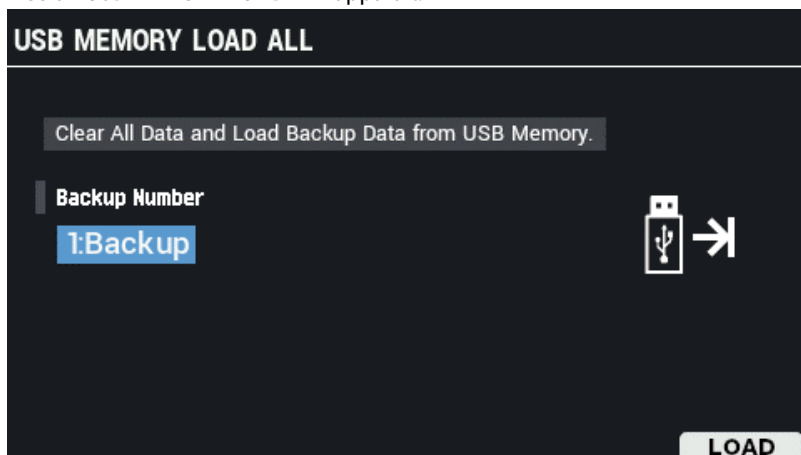 USB MEMORY LOAD ALL
Clear All Data and Load Backup Data from USB Memory.
Backup Number
1:Backup
LOAD